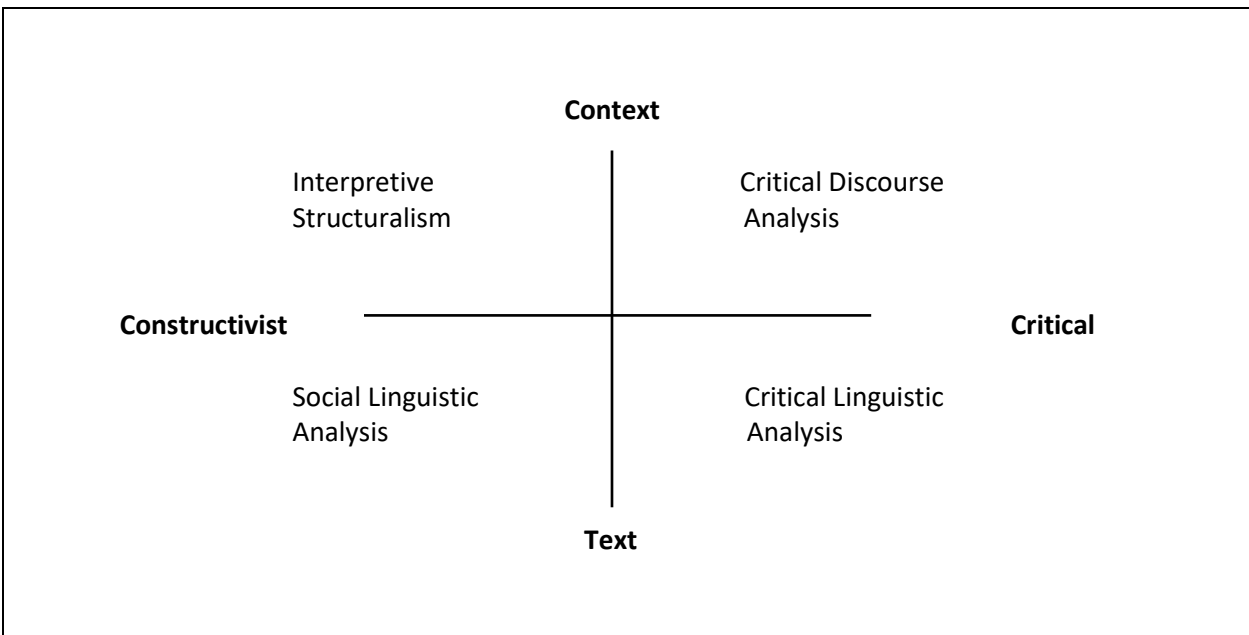 Context
Interpretive
Structuralism
Critical Discourse
Analysis
Constructivist
Critical
Social Linguistic
Analysis
Critical Linguistic
Analysis
Text